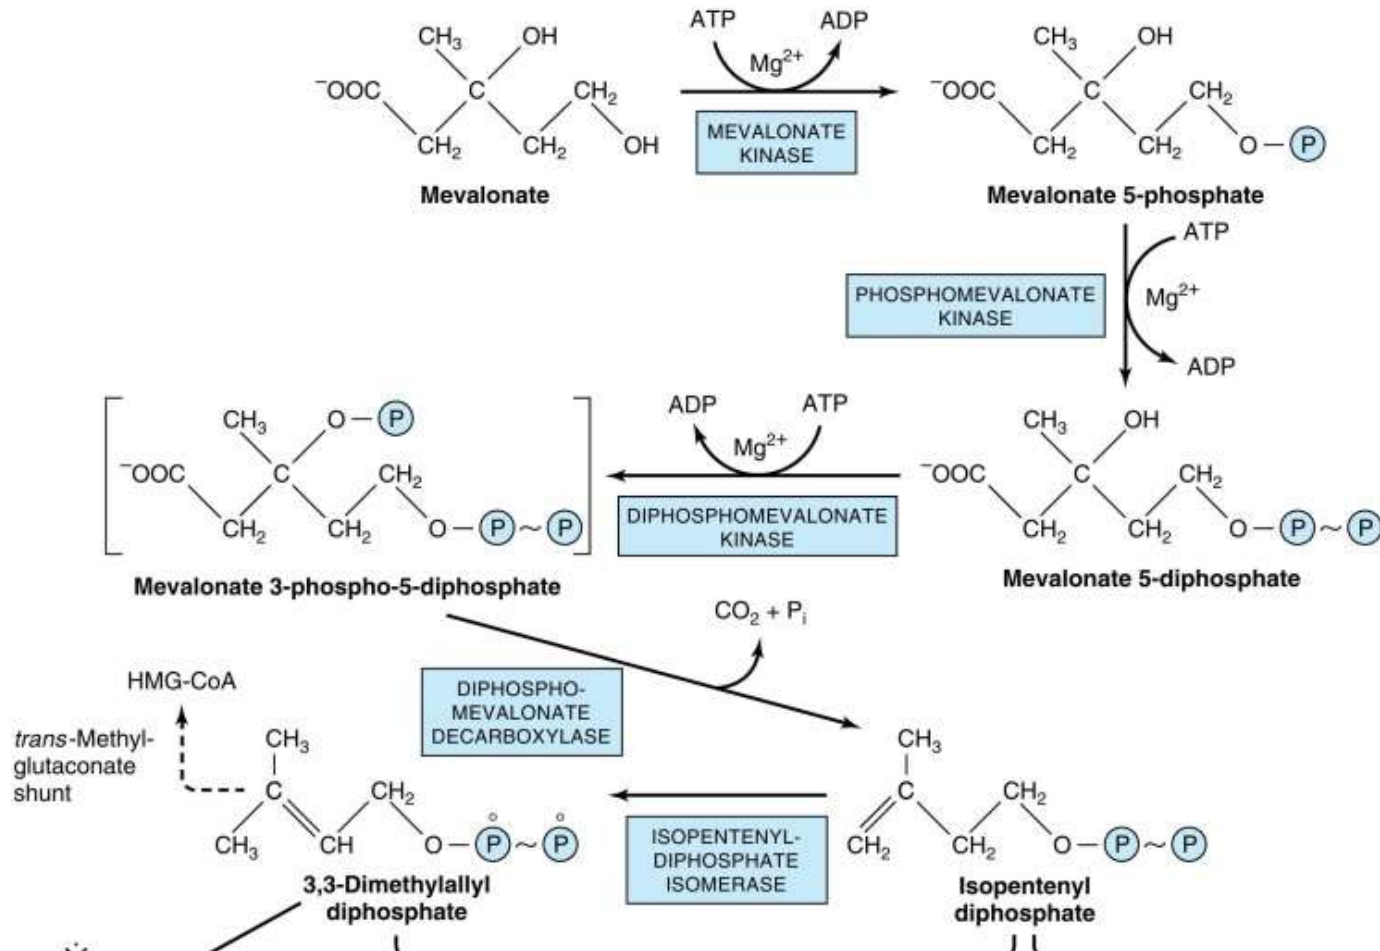 ATP ADP
Mg2+
CH3 OH
⁻OOC C CH2
CH2 CH2 OH
Mevalonate
MEVALONATE
KINASE
CH3 OH
⁻OOC C CH2
CH2 CH2 O – P
Mevalonate 5-phosphate
ATP
Mg2+
ADP
PHOSPHOMEVALONATE
KINASE
CH3 OH
⁻OOC C CH2
CH2 CH2 O – P ~ P
Mevalonate 5-diphosphate
ADP ATP
Mg2+
DIPHOSPHOMEVALONATE
KINASE
CH3 O – P
⁻OOC C CH2
CH2 CH2 O – P ~ P
Mevalonate 3-phospho-5-diphosphate
CO2 + Pi
DIPHOSPHO-
MEVALONATE
DECARBOXYLASE
CH3
C CH2
CH2 CH2 O – P ~ P
Isopentenyl
diphosphate
ISOPENTENYL-
DIPHOSPHATE
ISOMERASE
HMG-CoA
trans-Methyl-
glutaconate
shunt
CH3
C CH2
CH3 CH O – P ~ P
3,3-Dimethylallyl
diphosphate